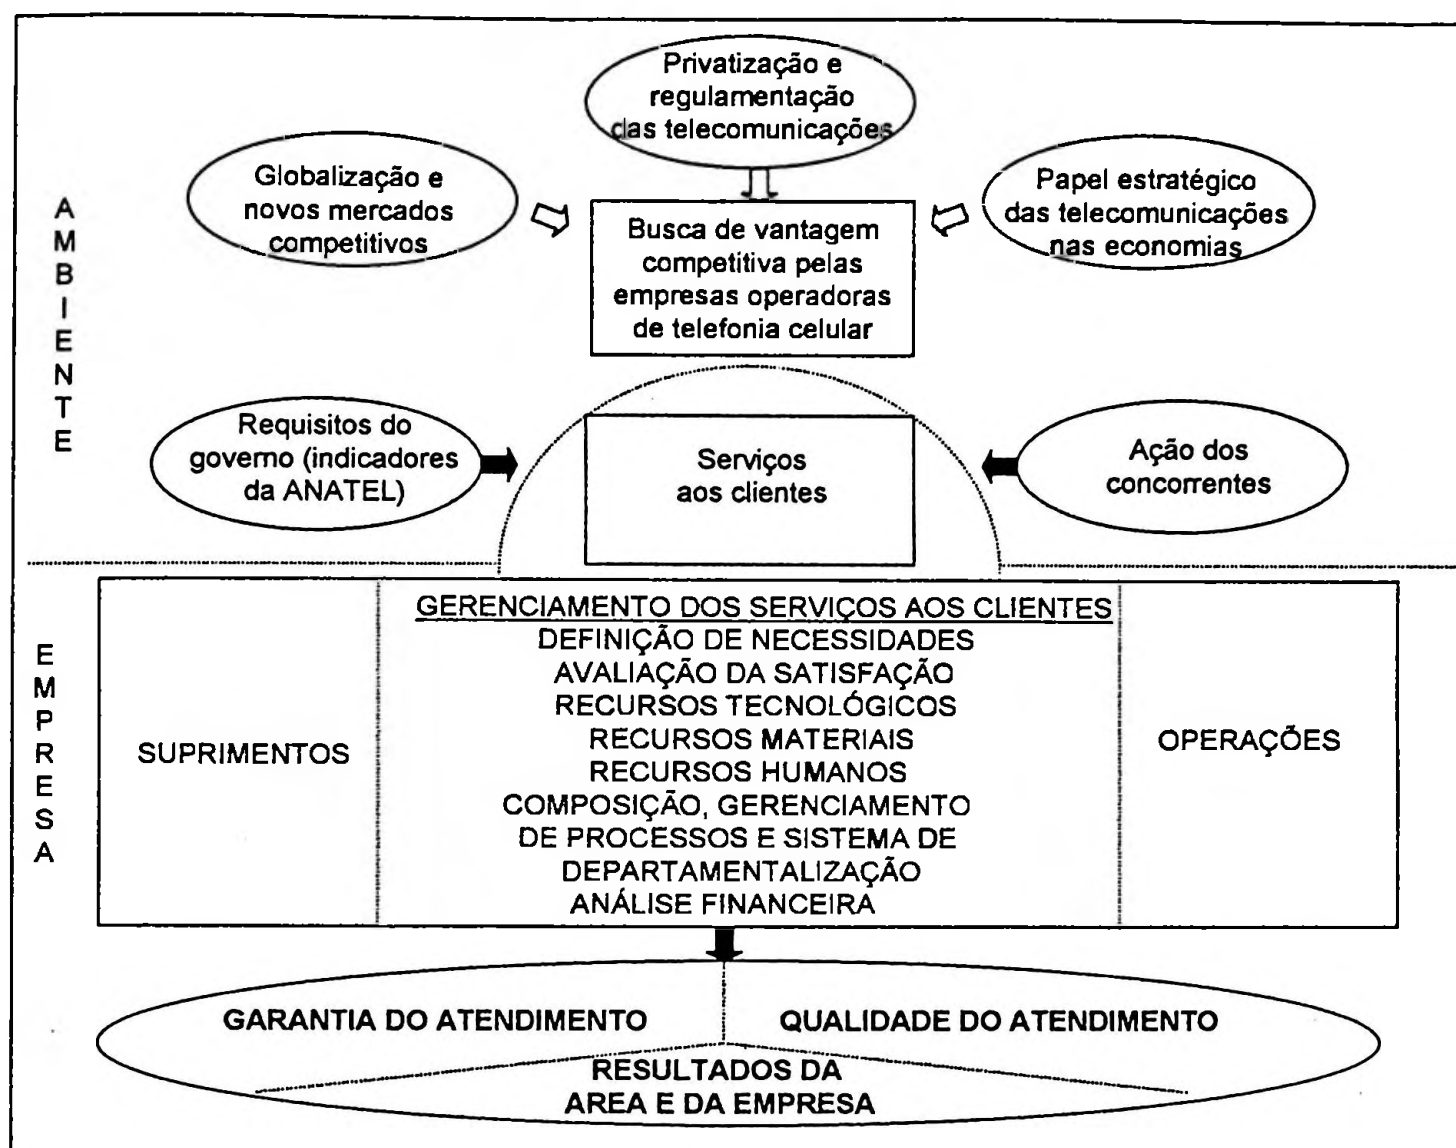 Privatização e
regulamentação
das telecomunicações
Globalização e
novos mercados
competitivos
Papel estratégico
das telecomunicações
nas economias
Busca de vantagem
competitiva pelas
empresas operadoras
de telefonia celular
AMBIENTE
Requisitos do
governo (indicadores
da ANATEL)
Serviços
aos clientes
Ação dos
concorrentes
EMPRESA
SUPRIMENTOS
GERENCIAMENTO DOS SERVIÇOS AOS CLIENTES
DEFINIÇÃO DE NECESSIDADES
AVALIAÇÃO DA SATISFAÇÃO
RECURSOS TECNOLÓGICOS
RECURSOS MATERIAIS
RECURSOS HUMANOS
COMPOSIÇÃO, GERENCIAMENTO
DE PROCESSOS E SISTEMA DE
DEPARTAMENTALIZAÇÃO
ANÁLISE FINANCEIRA
OPERAÇÕES
GARANTIA DO ATENDIMENTO
QUALIDADE DO ATENDIMENTO
RESULTADOS DA
AREA E DA EMPRESA